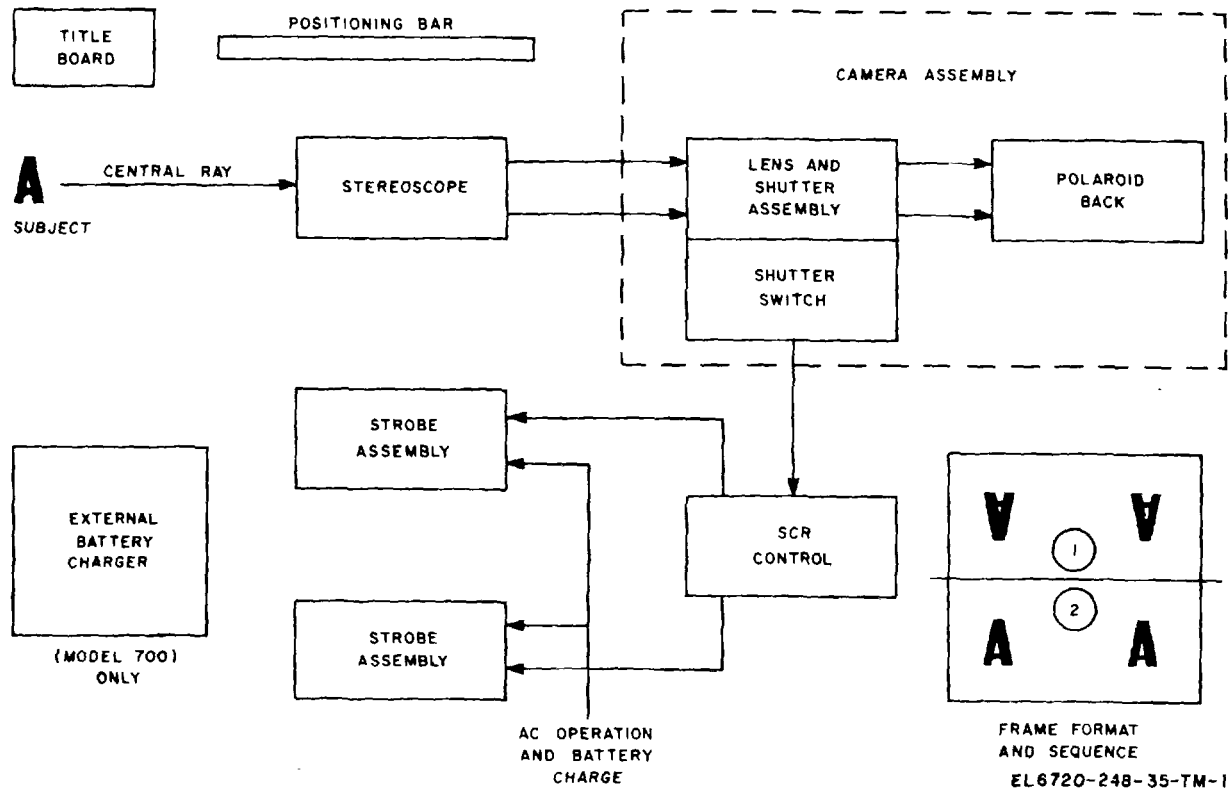 TITLE
BOARD
POSITIONING BAR
CAMERA ASSEMBLY
A
SUBJECT
CENTRAL RAY
STEREOSCOPE
LENS AND
SHUTTER
ASSEMBLY
POLAROID
BACK
SHUTTER
SWITCH
STROBE
ASSEMBLY
EXTERNAL
BATTERY
CHARGER
(MODEL 700)
ONLY
SCR
CONTROL
STROBE
ASSEMBLY
AC OPERATION
AND BATTERY
CHARGE
A A
1
2
A A
FRAME FORMAT
AND SEQUENCE
EL6720-248-35-TM-1